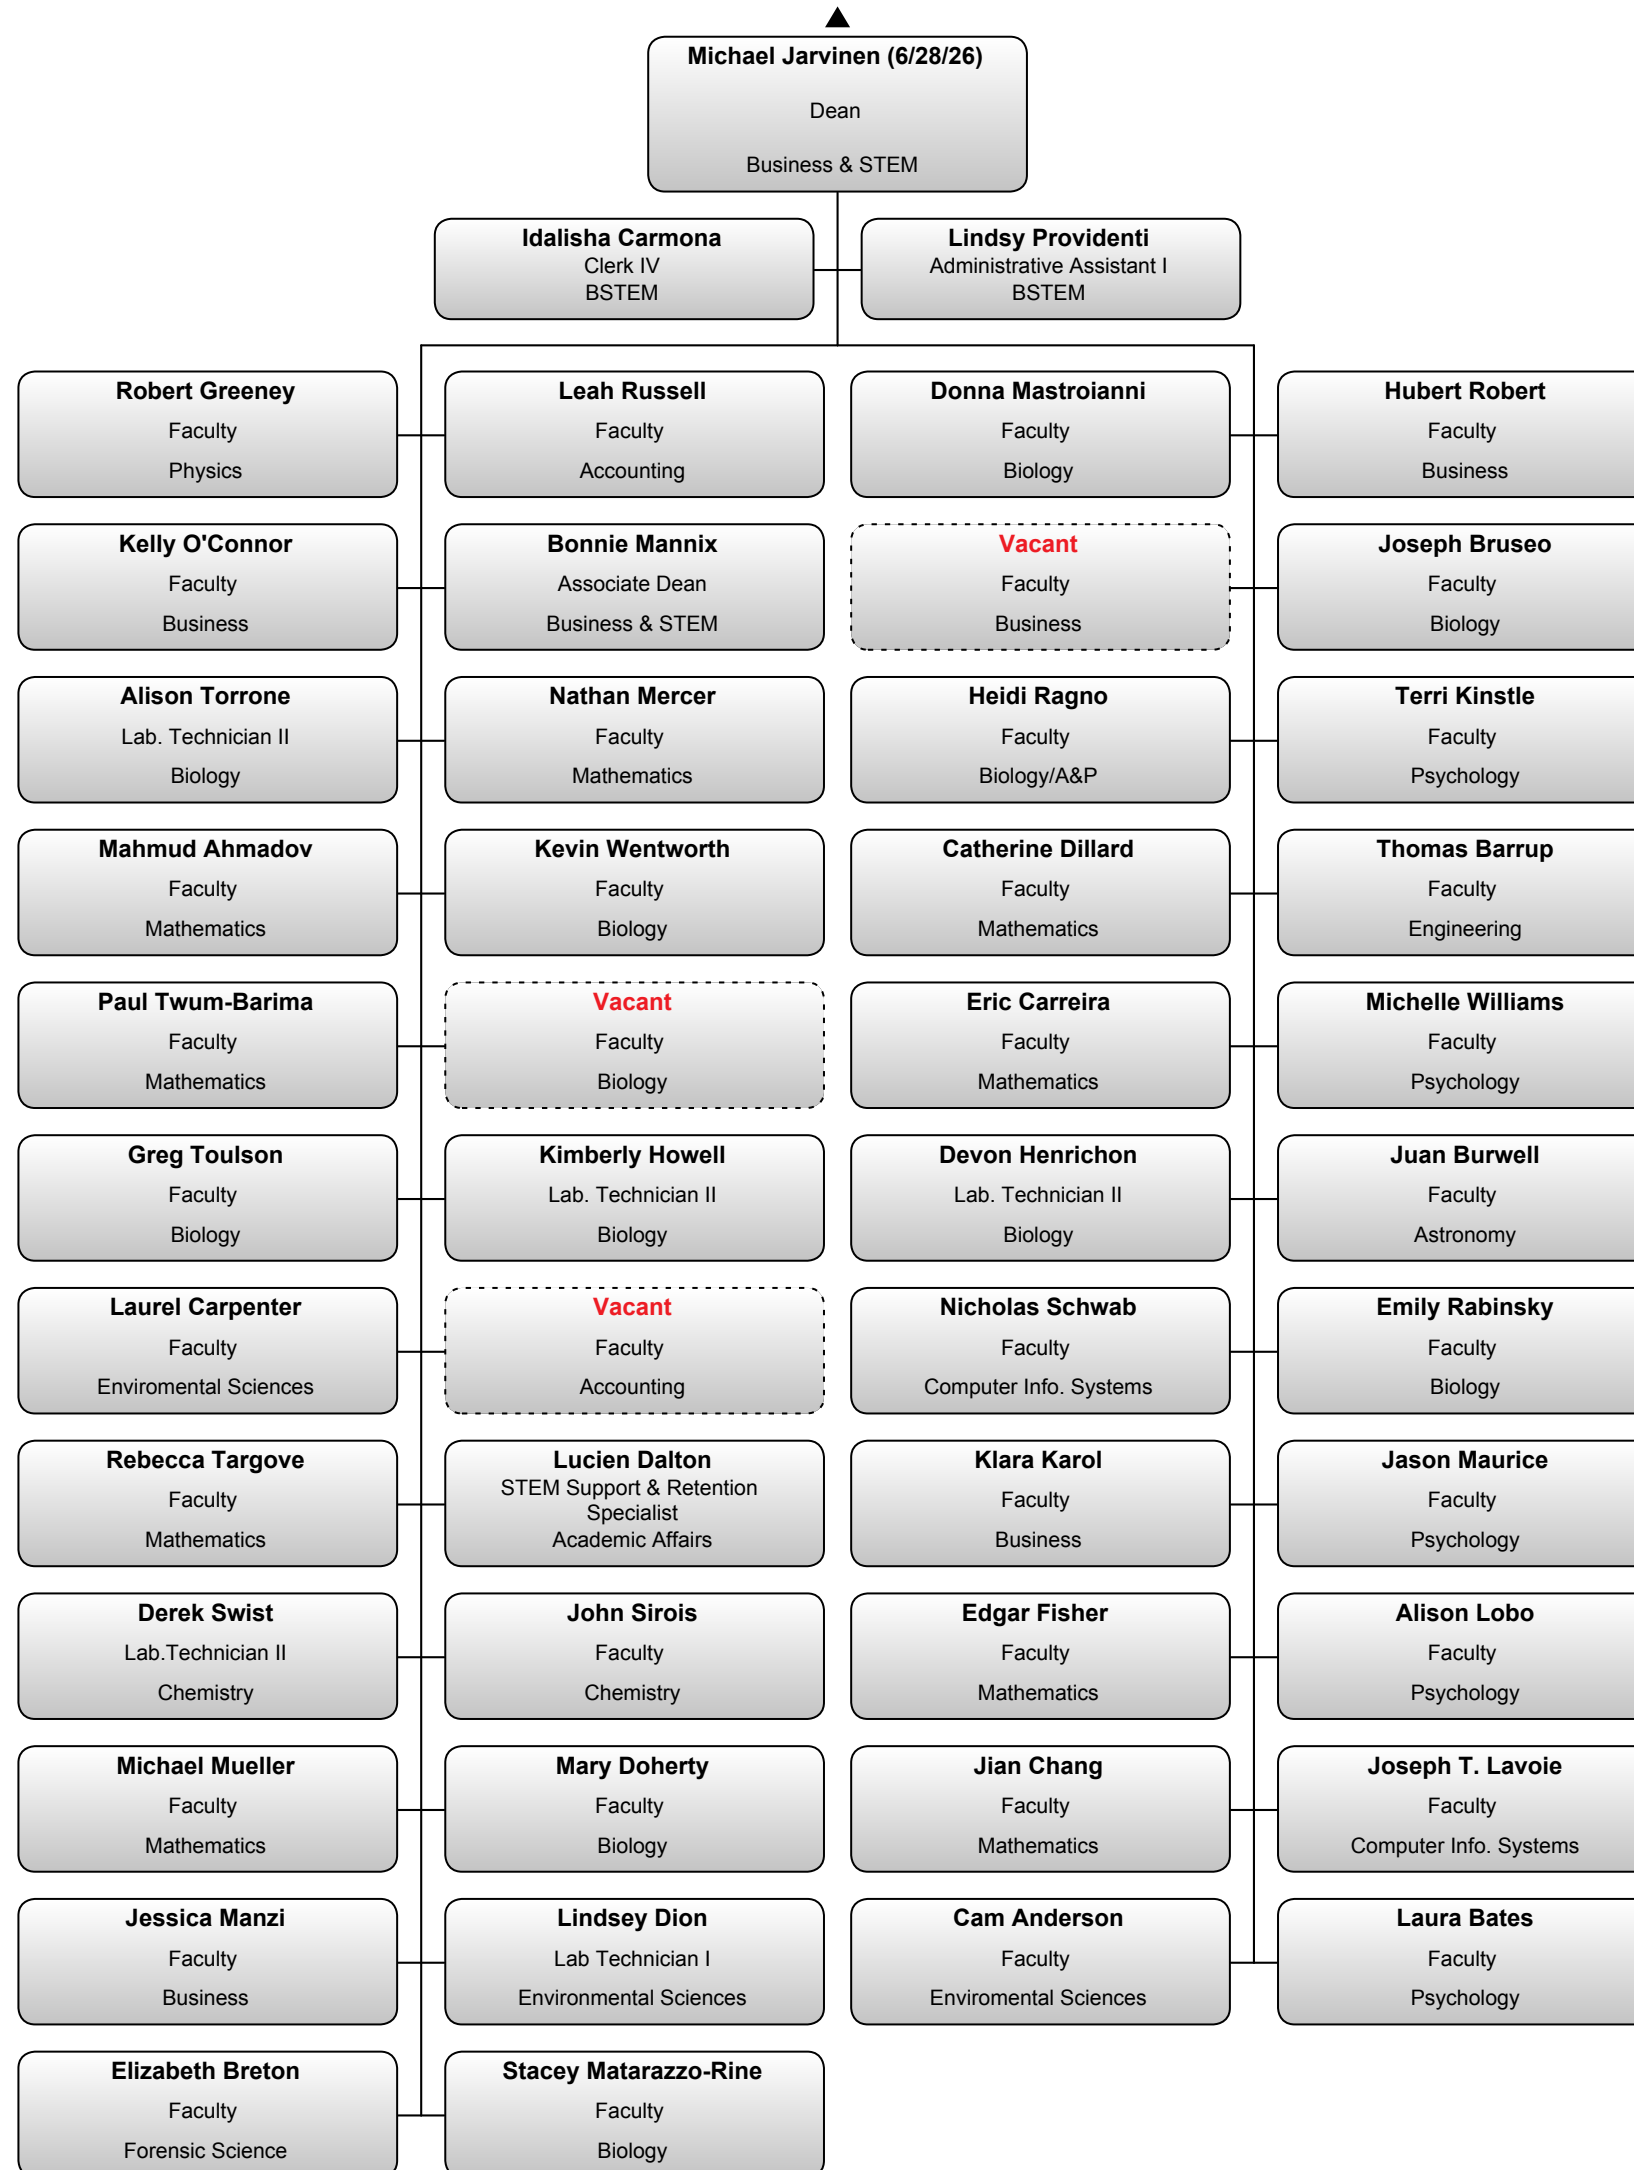 Michael Jarvinen (6/28/26)
Dean
Business & STEM
Idalisha Carmona
Clerk IV
BSTEM
Lindsy Providenti
Administrative Assistant I
BSTEM
Robert Greeney
Faculty
Physics
Leah Russell
Faculty
Accounting
Donna Mastroianni
Faculty
Biology
Hubert Robert
Faculty
Business
Kelly O'Connor
Faculty
Business
Bonnie Mannix
Associate Dean
Business & STEM
Vacant
Faculty
Business
Joseph Bruseo
Faculty
Biology
Alison Torrone
Lab. Technician II
Biology
Nathan Mercer
Faculty
Mathematics
Heidi Ragno
Faculty
Biology/A&P
Terri Kinstle
Faculty
Psychology
Mahmud Ahmadov
Faculty
Mathematics
Kevin Wentworth
Faculty
Biology
Catherine Dillard
Faculty
Mathematics
Thomas Barrup
Faculty
Engineering
Paul Twum-Barima
Faculty
Mathematics
Vacant
Faculty
Biology
Eric Carreira
Faculty
Mathematics
Michelle Williams
Faculty
Psychology
Greg Toulson
Faculty
Biology
Kimberly Howell
Lab. Technician II
Biology
Devon Henrichon
Lab. Technician II
Biology
Juan Burwell
Faculty
Astronomy
Laurel Carpenter
Faculty
Enviromental Sciences
Vacant
Faculty
Accounting
Nicholas Schwab
Faculty
Computer Info. Systems
Emily Rabinsky
Faculty
Biology
Rebecca Targove
Faculty
Mathematics
Lucien Dalton
STEM Support & Retention
Specialist
Academic Affairs
Klara Karol
Faculty
Business
Jason Maurice
Faculty
Psychology
Derek Swist
Lab.Technician II
Chemistry
John Sirois
Faculty
Chemistry
Edgar Fisher
Faculty
Mathematics
Alison Lobo
Faculty
Psychology
Michael Mueller
Faculty
Mathematics
Mary Doherty
Faculty
Biology
Jian Chang
Faculty
Mathematics
Joseph T. Lavoie
Faculty
Computer Info. Systems
Jessica Manzi
Faculty
Business
Lindsey Dion
Lab Technician I
Environmental Sciences
Cam Anderson
Faculty
Enviromental Sciences
Laura Bates
Faculty
Psychology
Elizabeth Breton
Faculty
Forensic Science
Stacey Matarazzo-Rine
Faculty
Biology